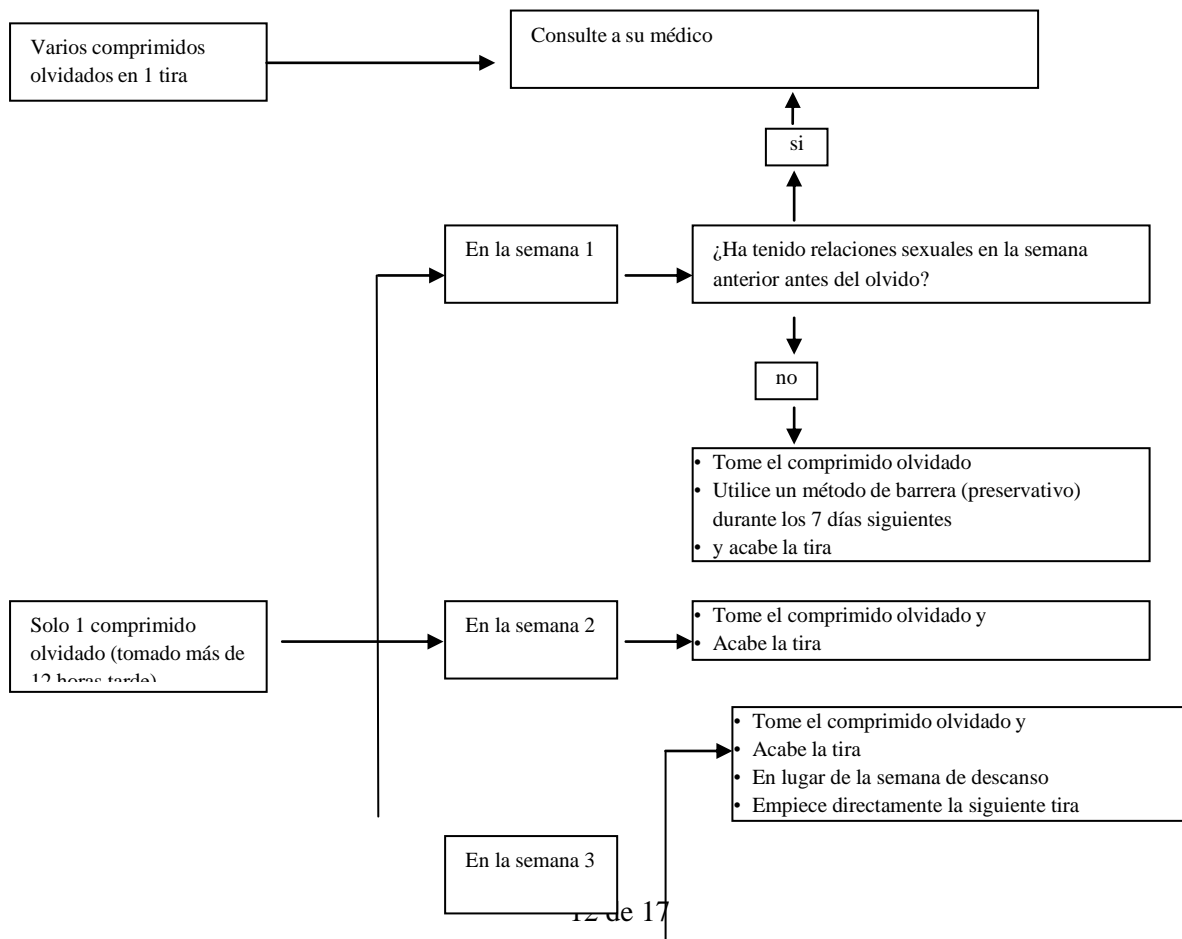 Varios comprimidos
olvidados en 1 tira
Consulte a su médico
si
En la semana 1
¿Ha tenido relaciones sexuales en la semana
anterior antes del olvido?
no
• Tome el comprimido olvidado
• Utilice un método de barrera (preservativo)
durante los 7 días siguientes
• y acabe la tira
Solo 1 comprimido
olvidado (tomado más de
12 horas tarde)
En la semana 2
• Tome el comprimido olvidado y
• Acabe la tira
• Tome el comprimido olvidado y
• Acabe la tira
• En lugar de la semana de descanso
• Empiece directamente la siguiente tira
En la semana 3
12 de 17